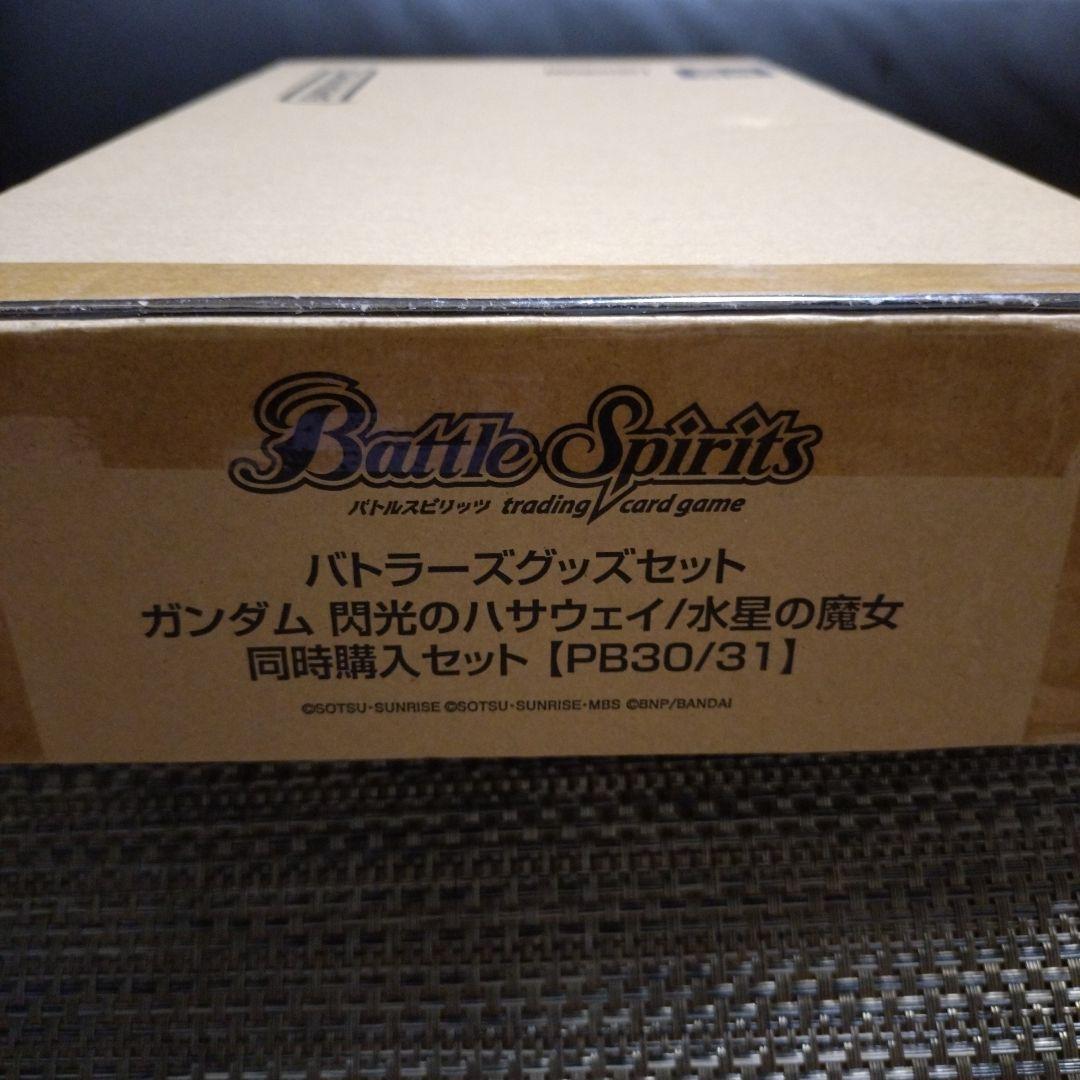 Battle Spirits
バトルスピリッツ trading card game
バトラーズグッズセット
ガンダム 閃光のハサウェイ/水星の魔女
同時購入セット【PB30/31】
©SOTSU・SUNRISE ©SOTSU・SUNRISE・MBS ©BNP/BANDAI